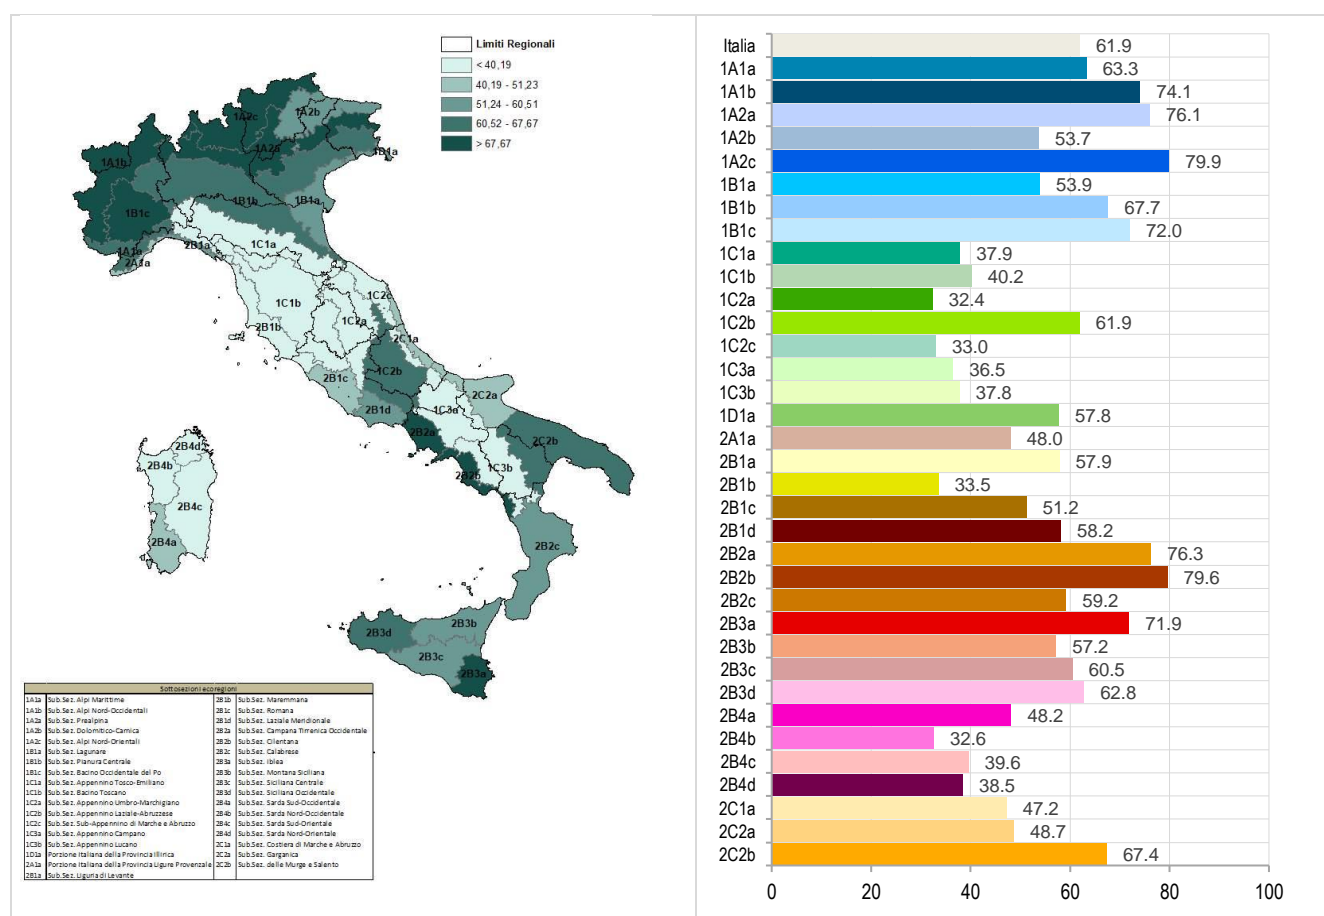 Limiti Regionali
< 40,19
40,19 - 51,23
51,24 - 60,51
60,52 - 67,67
> 67,67
1A2c
1A2b
1A2a
1D1a
1A1b
1B1b
1B1a
1B1c
1A1a
2A1a
2B1a
1C1a
1C1b
1C2c
1C2a
2B1b
2C1a
2B1c
1C2b
2C2a
2B1d
1C3a
2B2a
2C2b
2B2b
1C3b
2B4d
2B4b
2B4c
2B4a
2B2c
2B3d
2B3b
2B3c
2B3a
Sottosezioni ecoregioni
1A1a Sub.Sez. Alpi Marittime
1A1b Sub.Sez. Alpi Nord-Occidentali
1A2a Sub.Sez. Prealpina
1A2b Sub.Sez. Dolomitico-Carnica
1A2c Sub.Sez. Alpi Nord-Orientali
1B1a Sub.Sez. Lagunare
1B1b Sub.Sez. Pianura Centrale
1B1c Sub.Sez. Bacino Occidentale del Po
1C1a Sub.Sez. Appennino Tosco-Emiliano
1C1b Sub.Sez. Bacino Toscano
1C2a Sub.Sez. Appennino Umbro-Marchigiano
1C2b Sub.Sez. Appennino Laziale-Abruzzese
1C2c Sub.Sez. Sub-Appennino di Marche e Abruzzo
1C3a Sub.Sez. Appennino Campano
1C3b Sub.Sez. Appennino Lucano
1D1a Porzione Italiana della Provincia Illirica
2A1a Porzione Italiana della Provincia Ligure Provenzale
2B1a Sub.Sez. Liguria di Levante
2B1b Sub.Sez. Maremmana
2B1c Sub.Sez. Romana
2B1d Sub.Sez. Laziale Meridionale
2B2a Sub.Sez. Campana Tirrenica Occidentale
2B2b Sub.Sez. Cilentana
2B2c Sub.Sez. Calabrese
2B3a Sub.Sez. Iblea
2B3b Sub.Sez. Montana Siciliana
2B3c Sub.Sez. Siciliana Centrale
2B3d Sub.Sez. Siciliana Occidentale
2B4a Sub.Sez. Sarda Sud-Occidentale
2B4b Sub.Sez. Sarda Nord-Occidentale
2B4c Sub.Sez. Sarda Sud-Orientale
2B4d Sub.Sez. Sarda Nord-Orientale
2C1a Sub.Sez. Costiera di Marche e Abruzzo
2C2a Sub.Sez. Garganica
2C2b Sub.Sez. delle Murge e Salento
Italia 61.9
1A1a 63.3
1A1b 74.1
1A2a 76.1
1A2b 53.7
1A2c 79.9
1B1a 53.9
1B1b 67.7
1B1c 72.0
1C1a 37.9
1C1b 40.2
1C2a 32.4
1C2b 61.9
1C2c 33.0
1C3a 36.5
1C3b 37.8
1D1a 57.8
2A1a 48.0
2B1a 57.9
2B1b 33.5
2B1c 51.2
2B1d 58.2
2B2a 76.3
2B2b 79.6
2B2c 59.2
2B3a 71.9
2B3b 57.2
2B3c 60.5
2B3d 62.8
2B4a 48.2
2B4b 32.6
2B4c 39.6
2B4d 38.5
2C1a 47.2
2C2a 48.7
2C2b 67.4
0 20 40 60 80 100